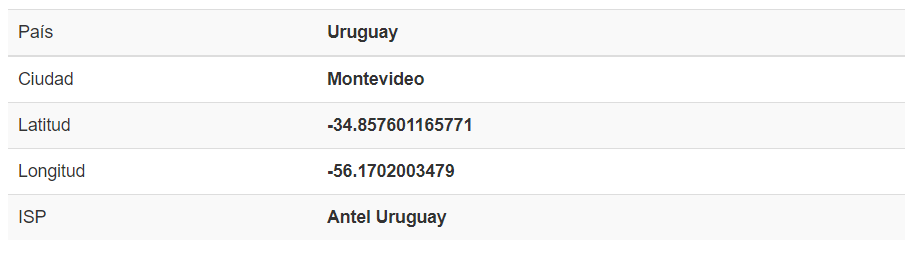 País Uruguay
Ciudad Montevideo
Latitud -34.857601165771
Longitud -56.1702003479
ISP Antel Uruguay